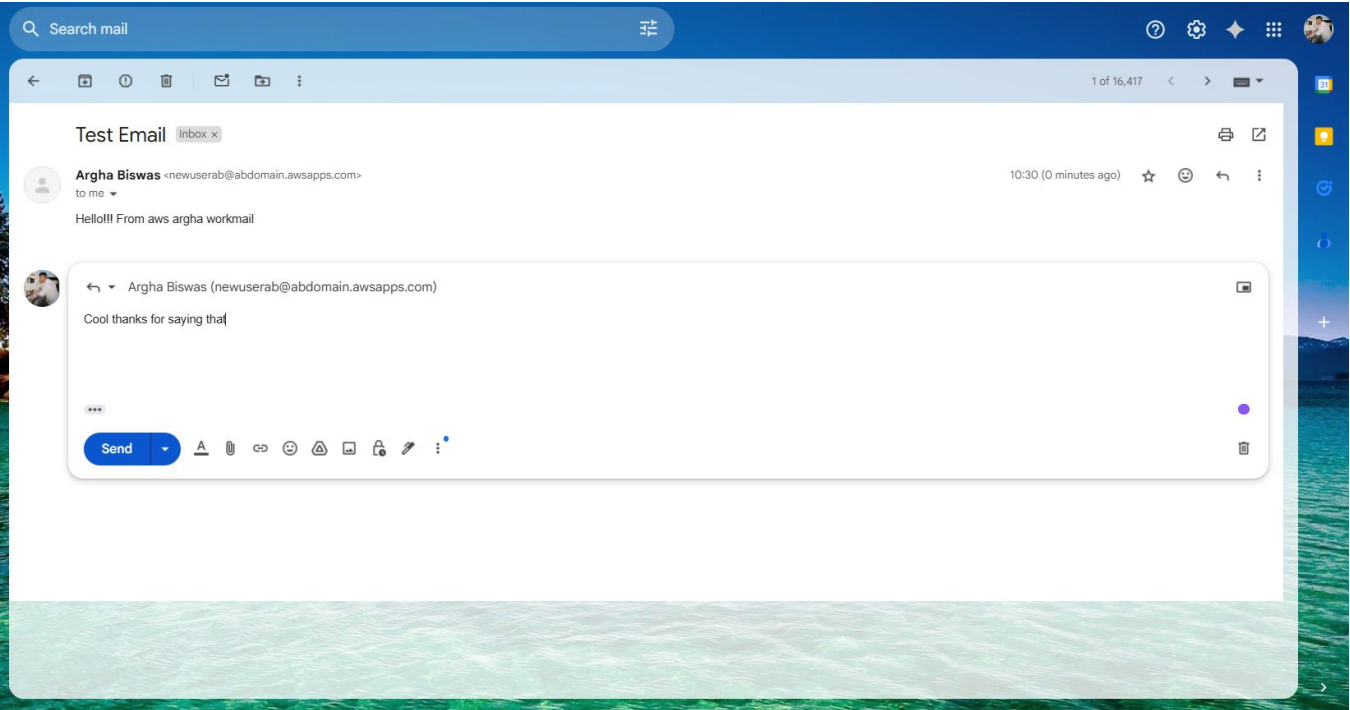 Search mail
1 of 16,417
31
Test Email Inbox ×
Argha Biswas <newuserab@abdomain.awsapps.com> 10:30 (0 minutes ago)
to me
Hello!!! From aws argha workmail
Argha Biswas (newuserab@abdomain.awsapps.com)
Cool thanks for saying that
Send